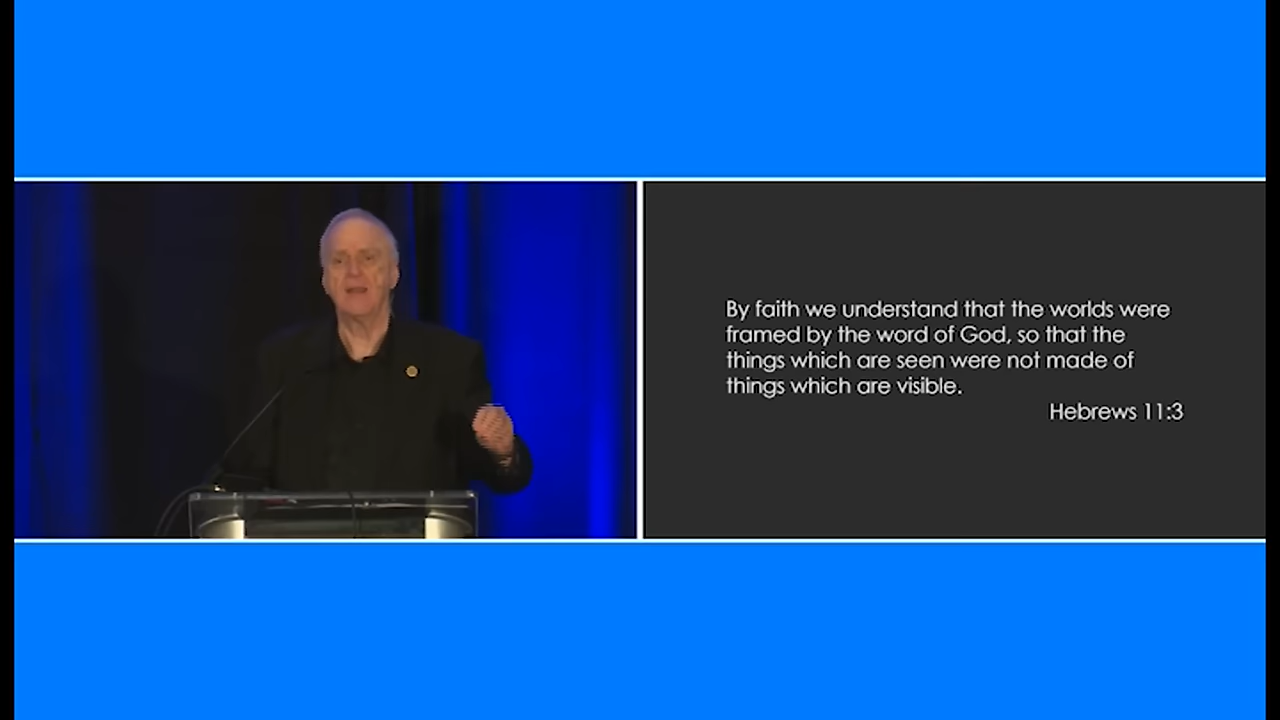 By faith we understand that the worlds were
framed by the word of God, so that the
things which are seen were not made of
things which are visible.
Hebrews 11:3